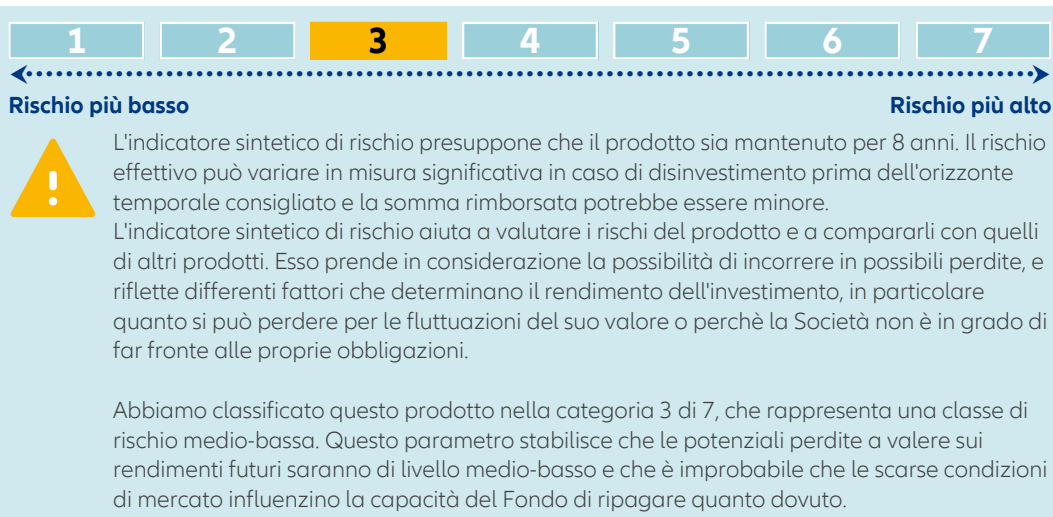 1 2 3 4 5 6 7
Rischio più basso Rischio più alto
L'indicatore sintetico di rischio presuppone che il prodotto sia mantenuto per 8 anni. Il rischio
effettivo può variare in misura significativa in caso di disinvestimento prima dell'orizzonte
temporale consigliato e la somma rimborsata potrebbe essere minore.
L'indicatore sintetico di rischio aiuta a valutare i rischi del prodotto e a compararli con quelli
di altri prodotti. Esso prende in considerazione la possibilità di incorrere in possibili perdite, e
riflette differenti fattori che determinano il rendimento dell'investimento, in particolare
quanto si può perdere per le fluttuazioni del suo valore o perchè la Società non è in grado di
far fronte alle proprie obbligazioni.
Abbiamo classificato questo prodotto nella categoria 3 di 7, che rappresenta una classe di
rischio medio-bassa. Questo parametro stabilisce che le potenziali perdite a valere sui
rendimenti futuri saranno di livello medio-basso e che è improbabile che le scarse condizioni
di mercato influenzino la capacità del Fondo di ripagare quanto dovuto.